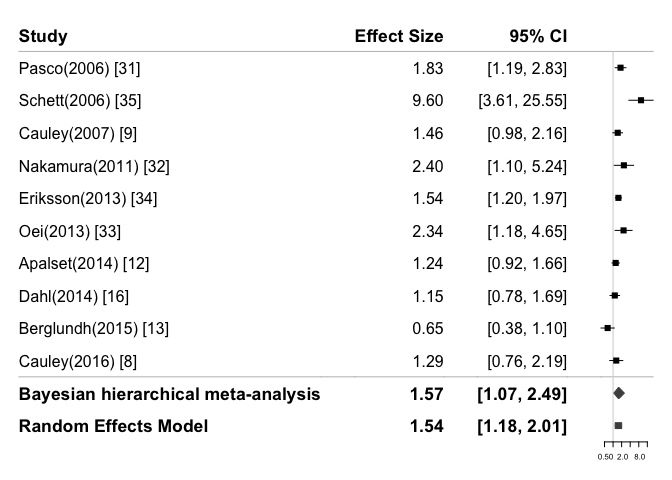 Study Effect Size 95% CI
Pasco(2006) [31] 1.83 [1.19, 2.83]
Schett(2006) [35] 9.60 [3.61, 25.55]
Cauley(2007) [9] 1.46 [0.98, 2.16]
Nakamura(2011) [32] 2.40 [1.10, 5.24]
Eriksson(2013) [34] 1.54 [1.20, 1.97]
Oei(2013) [33] 2.34 [1.18, 4.65]
Apalset(2014) [12] 1.24 [0.92, 1.66]
Dahl(2014) [16] 1.15 [0.78, 1.69]
Berglundh(2015) [13] 0.65 [0.38, 1.10]
Cauley(2016) [8] 1.29 [0.76, 2.19]
Bayesian hierarchical meta-analysis 1.57 [1.07, 2.49]
Random Effects Model 1.54 [1.18, 2.01]
0.50 2.0 8.0